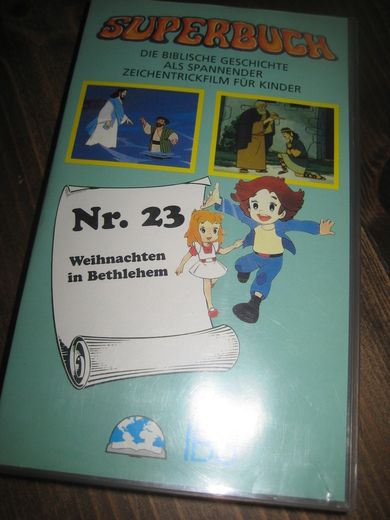 SUPERBUCH
DIE BIBLISCHE GESCHICHTE
ALS SPANNENDER
ZEICHENTRICKFILM FÜR KINDER
Nr. 23
Weihnachten
in Bethlehem